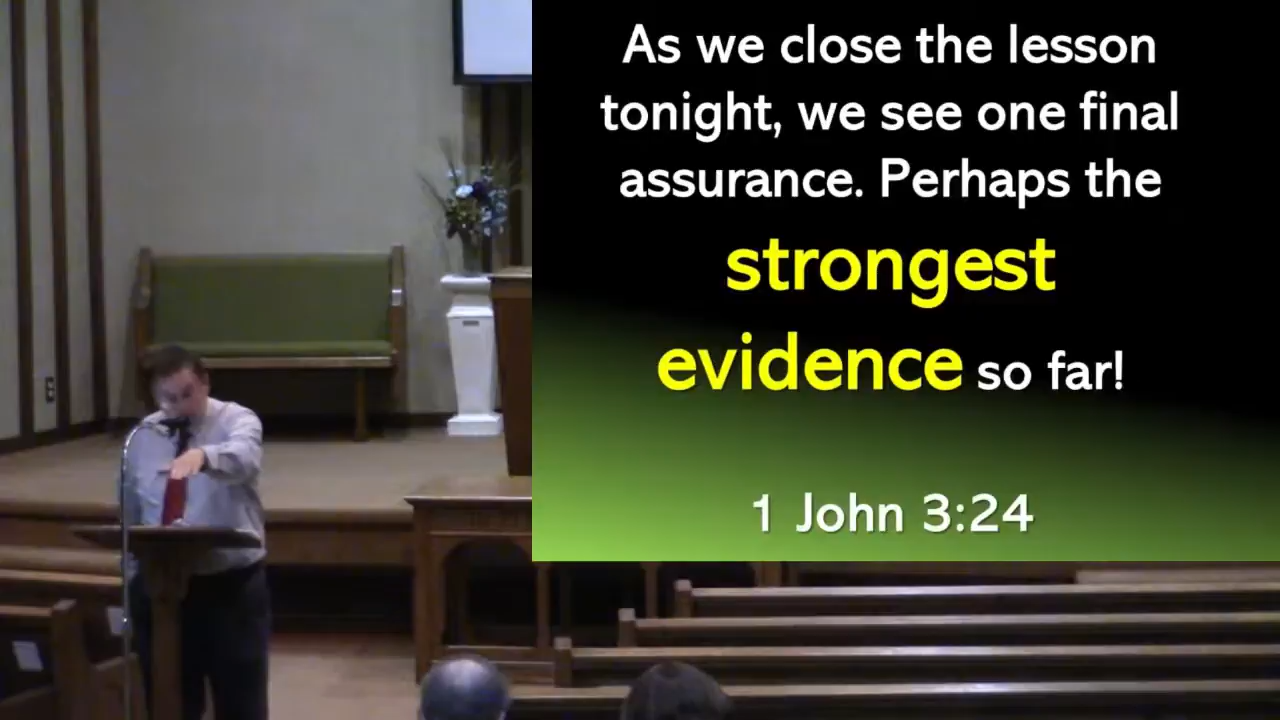 As we close the lesson
tonight, we see one final
assurance. Perhaps the
strongest
evidence so far!
1 John 3:24